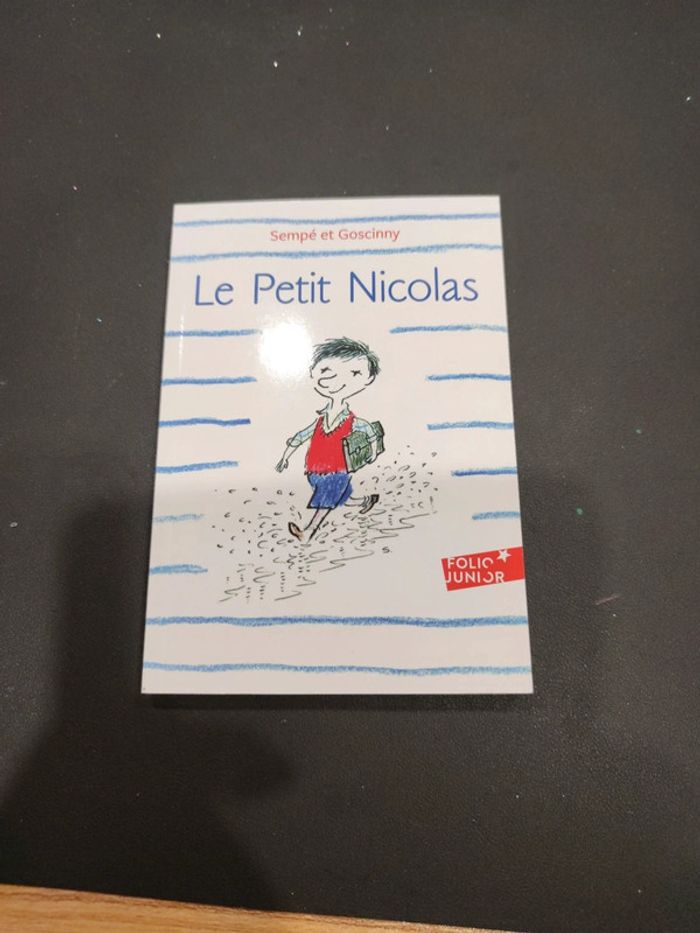 Sempé et Goscinny
Le Petit Nicolas
FOLIO
JUNIOR